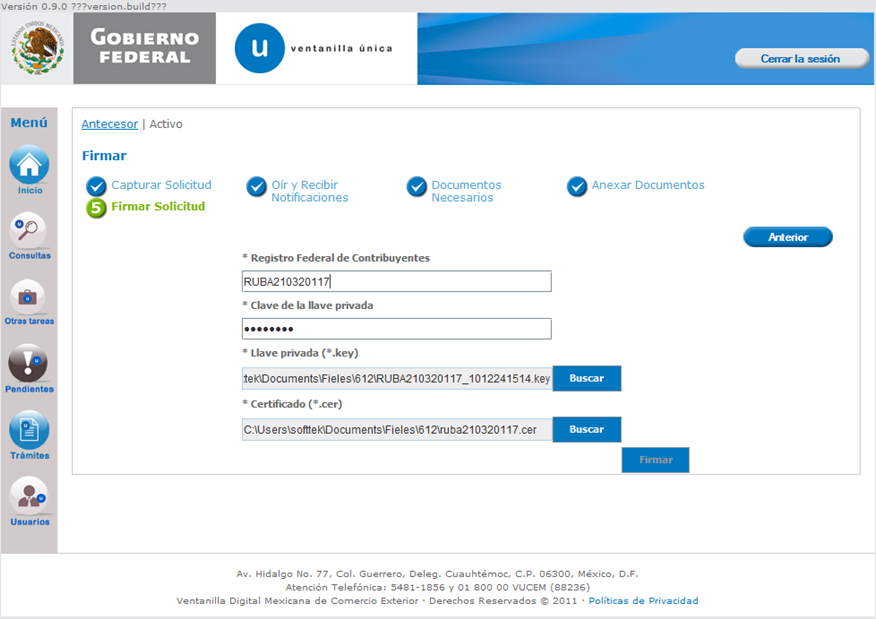 Versión 0.9.0 ???version.build???
ESTADOS UNIDOS MEXICANOS
GOBIERNO
FEDERAL
u
ventanilla única
Cerrar la sesión
Menú
Inicio
Consultas
Otras tareas
Pendientes
Trámites
Usuarios
Antecesor | Activo
Firmar
Capturar Solicitud
Oír y Recibir
Notificaciones
Documentos
Necesarios
Anexar Documentos
5 Firmar Solicitud
Anterior
* Registro Federal de Contribuyentes
RUBA210320117
* Clave de la llave privada
••••••••
* Llave privada (*.key)
:tek\Documents\Fieles\612\RUBA210320117_1012241514.key
Buscar
* Certificado (*.cer)
C:\Users\softtek\Documents\Fieles\612\ruba210320117.cer
Buscar
Firmar
Av. Hidalgo No. 77, Col. Guerrero, Deleg. Cuauhtémoc, C.P. 06300, México, D.F.
Atención Telefónica: 5481-1856 y 01 800 00 VUCEM (88236)
Ventanilla Digital Mexicana de Comercio Exterior · Derechos Reservados © 2011 · Políticas de Privacidad